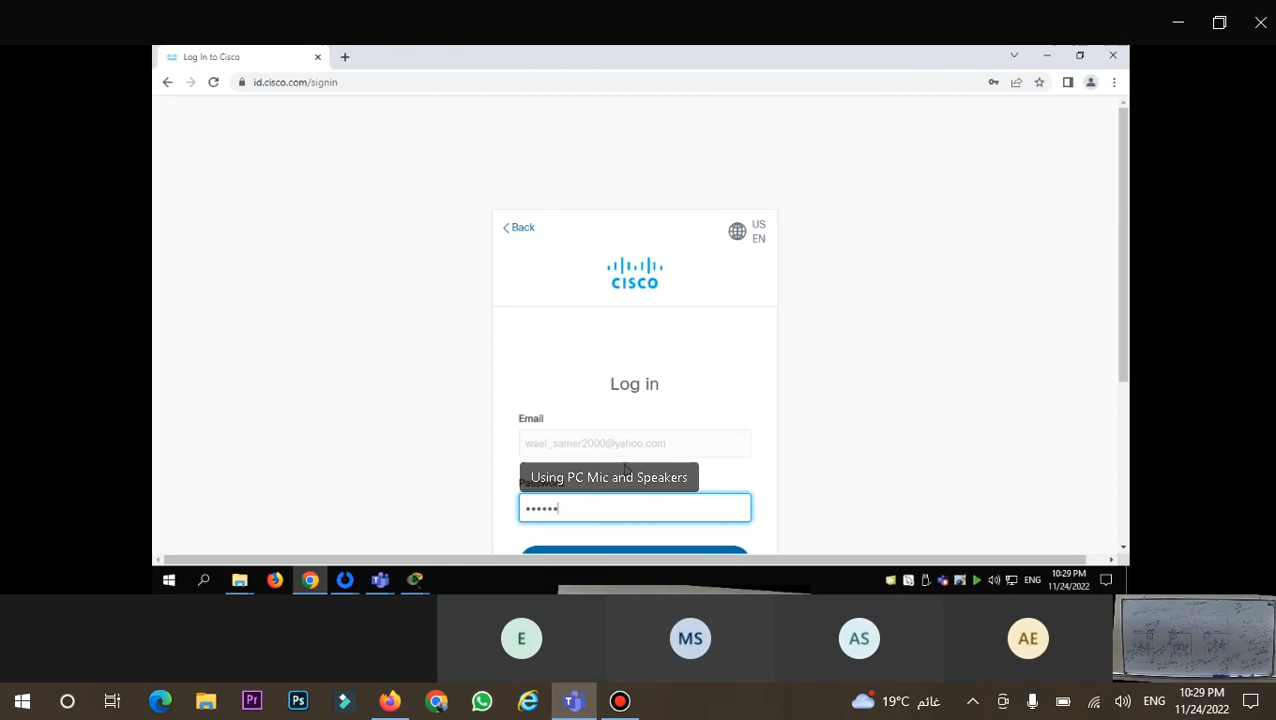 Log In to Cisco
id.cisco.com/signin
Back
US
EN
CISCO
Log in
Email
wael_samer2000@yahoo.com
Using PC Mic and Speakers
••••••
ENG
10:29 PM
11/24/2022
E
MS
AS
AE
Pr
Ps
19°C
غائم
ENG
10:29 PM
11/24/2022